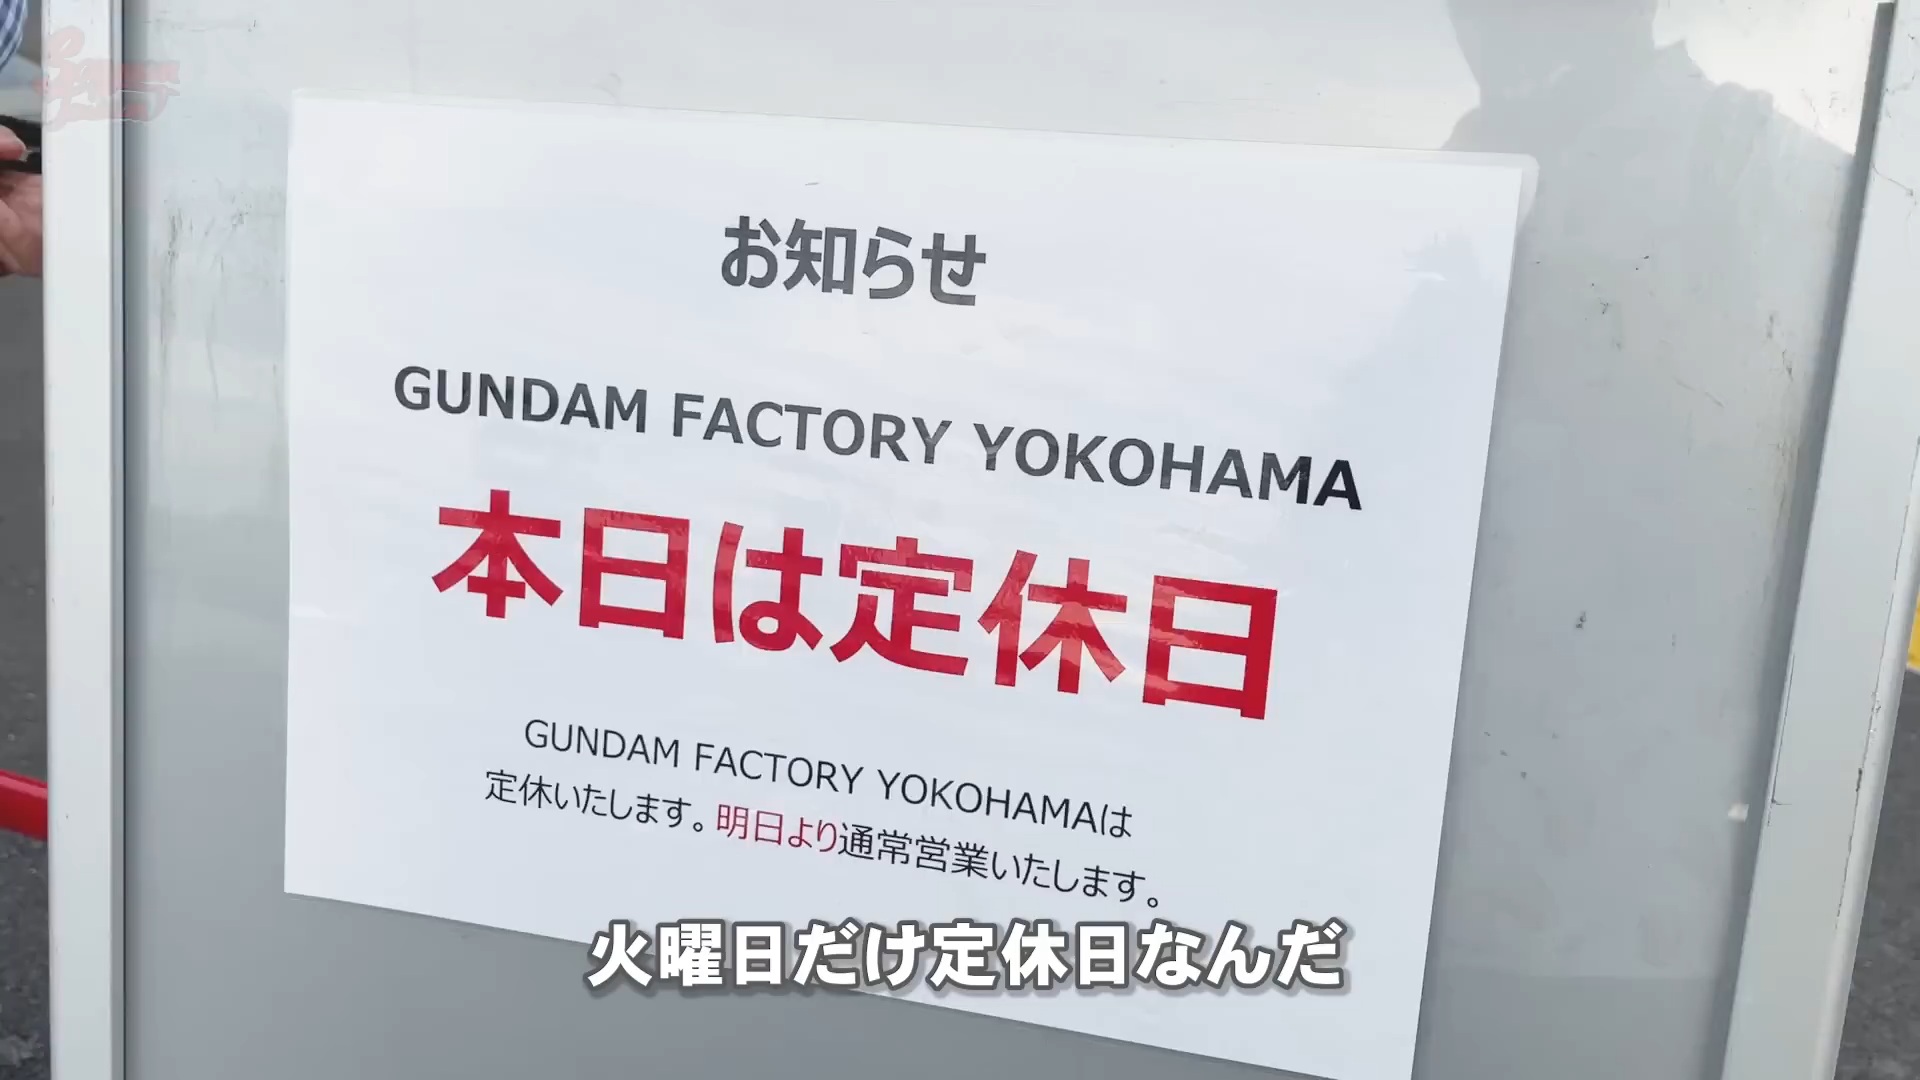 お知らせ
GUNDAM FACTORY YOKOHAMA
本日は定休日
GUNDAM FACTORY YOKOHAMAは
定休いたします。明日より通常営業いたします。
火曜日だけ定休日なんだ